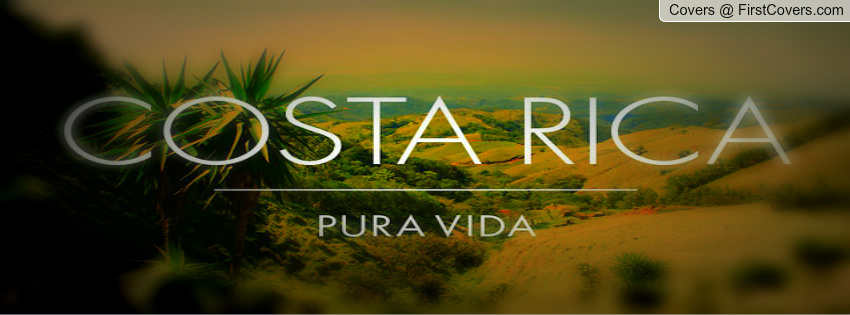 Covers @ FirstCovers.com
COSTA RICA
PURA VIDA